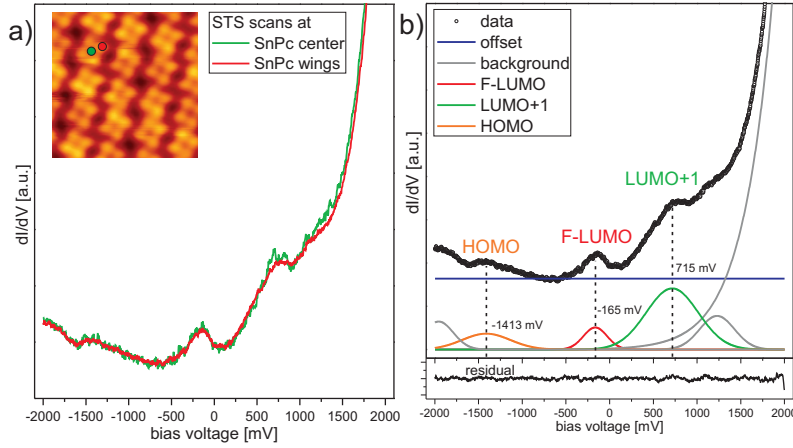 a)
STS scans at
SnPc center
SnPc wings
dI/dV [a.u.]
-2000 -1500 -1000 -500 0 500 1000 1500 2000
bias voltage [mV]
b)
data
offset
background
F-LUMO
LUMO+1
HOMO
dI/dV [a.u.]
LUMO+1
F-LUMO
HOMO
715 mV
-165 mV
-1413 mV
residual
-2000 -1500 -1000 -500 0 500 1000 1500 2000
bias voltage [mV]